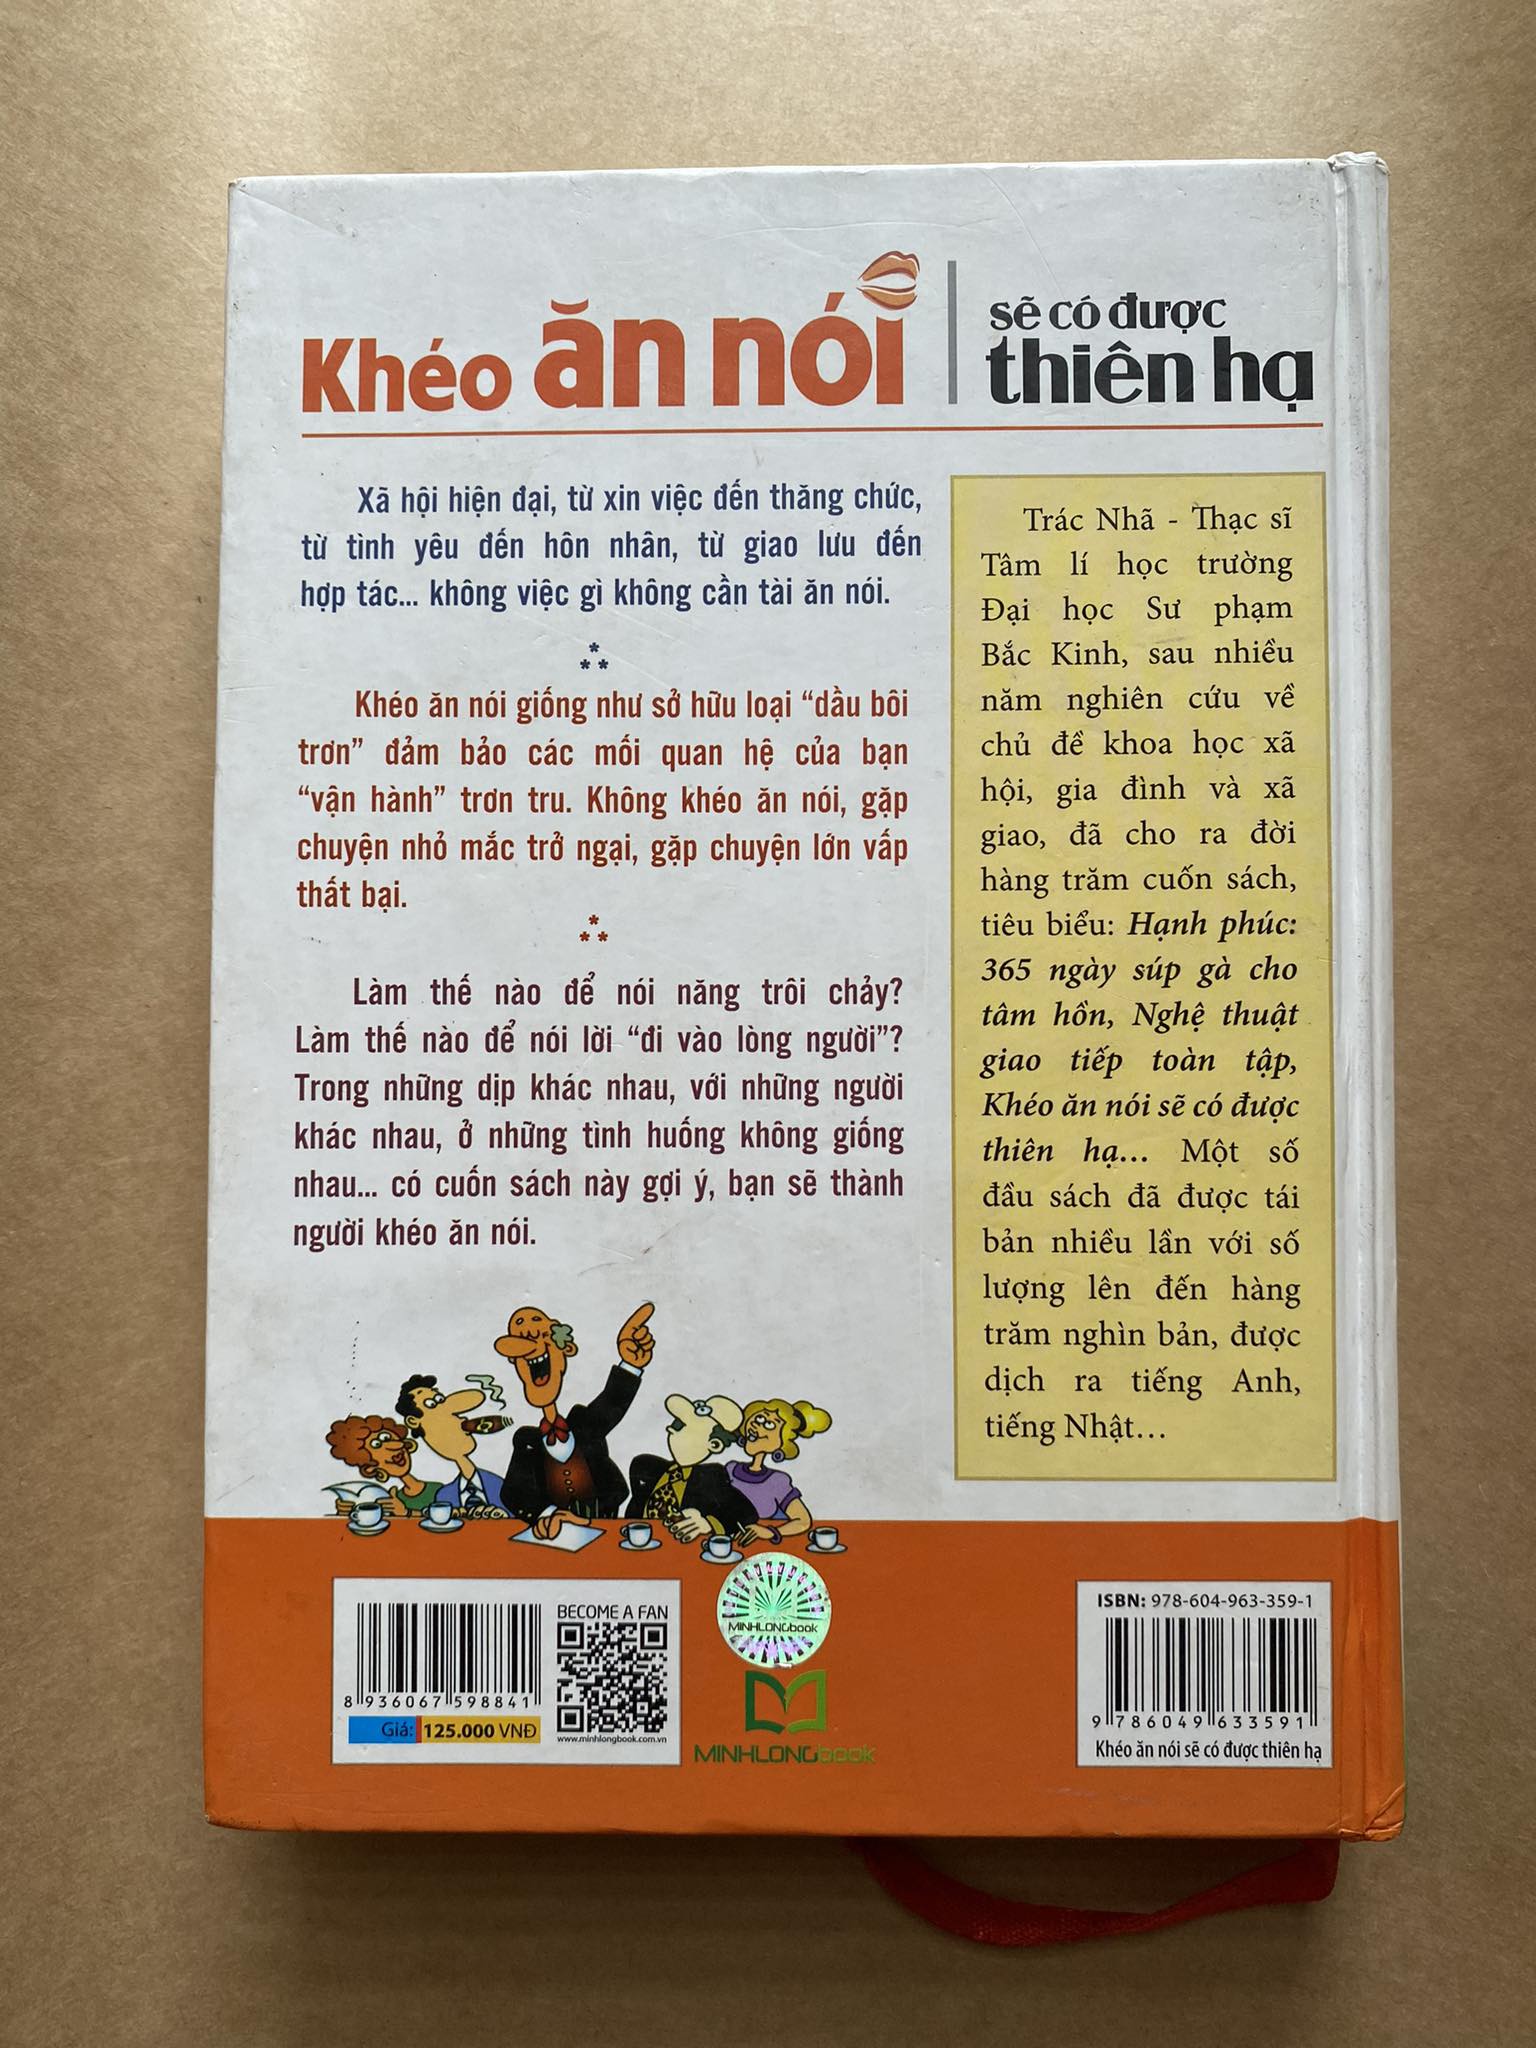 Khéo ăn nói
sẽ có được
thiên hạ
Xã hội hiện đại, từ xin việc đến thăng chức,
từ tình yêu đến hôn nhân, từ giao lưu đến
hợp tác... không việc gì không cần tài ăn nói.
*
* *
Khéo ăn nói giống như sở hữu loại “dầu bôi
trơn” đảm bảo các mối quan hệ của bạn
“vận hành” trơn tru. Không khéo ăn nói, gặp
chuyện nhỏ mắc trở ngại, gặp chuyện lớn vấp
thất bại.
*
* *
Làm thế nào để nói năng trôi chảy?
Làm thế nào để nói lời “đi vào lòng người”?
Trong những dịp khác nhau, với những người
khác nhau, ở những tình huống không giống
nhau... có cuốn sách này gợi ý, bạn sẽ thành
người khéo ăn nói.
Trác Nhã - Thạc sĩ
Tâm lí học trường
Đại học Sư phạm
Bắc Kinh, sau nhiều
năm nghiên cứu về
chủ đề khoa học xã
hội, gia đình và xã
giao, đã cho ra đời
hàng trăm cuốn sách,
tiêu biểu: Hạnh phúc:
365 ngày súp gà cho
tâm hồn, Nghệ thuật
giao tiếp toàn tập,
Khéo ăn nói sẽ có được
thiên hạ... Một số
đầu sách đã được tái
bản nhiều lần với số
lượng lên đến hàng
trăm nghìn bản, được
dịch ra tiếng Anh,
tiếng Nhật...
8 936067 598841
Giá: 125.000 VNĐ
BECOME A FAN
www.minhlongbook.com.vn
MINHLONGbook
MINHLONGbook
ISBN: 978-604-963-359-1
9 786049 633591
Khéo ăn nói sẽ có được thiên hạ